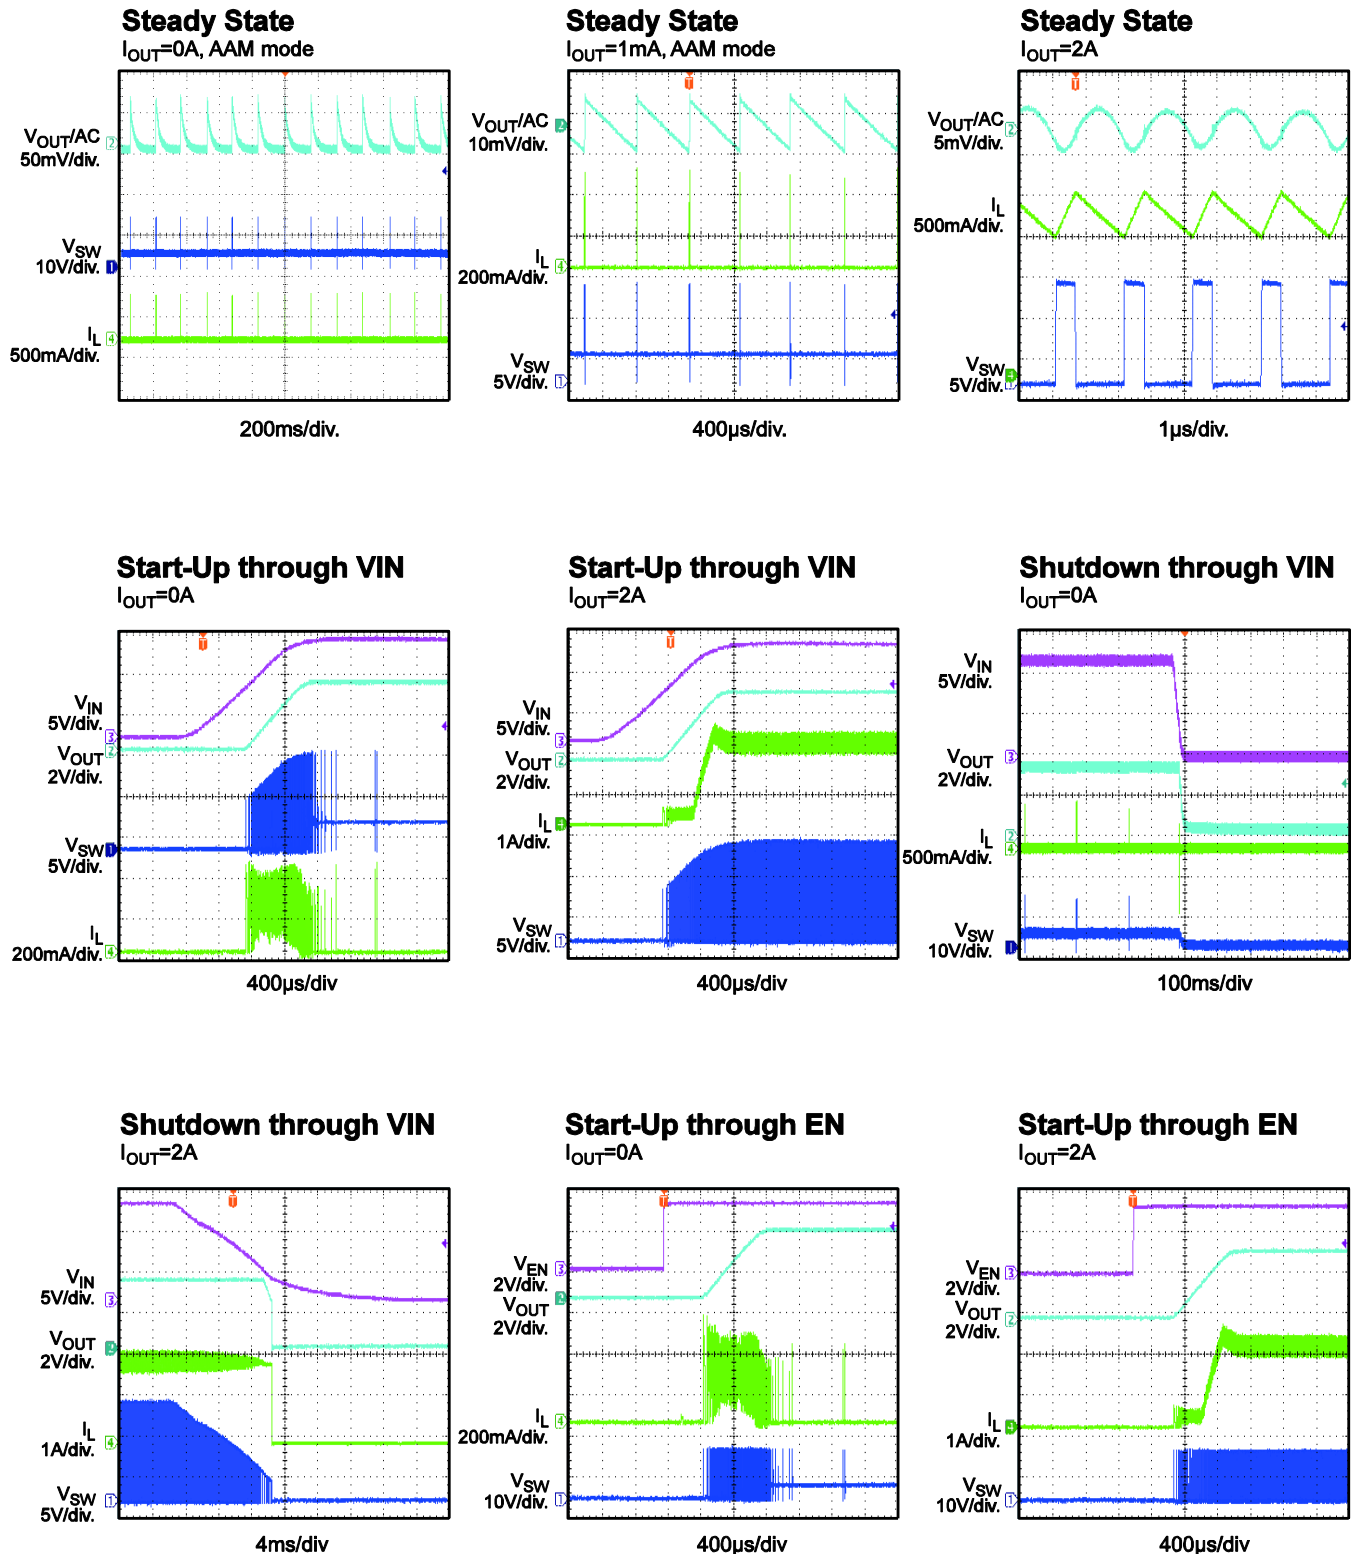 Steady State
IOUT=0A, AAM mode
VOUT/AC
50mV/div.
VSW
10V/div.
IL
500mA/div.
200ms/div.
Steady State
IOUT=1mA, AAM mode
VOUT/AC
10mV/div.
IL
200mA/div.
VSW
5V/div.
400µs/div.
Steady State
IOUT=2A
VOUT/AC
5mV/div.
IL
500mA/div.
VSW
5V/div.
1µs/div.
Start-Up through VIN
IOUT=0A
VIN
5V/div.
VOUT
2V/div.
VSW
5V/div.
IL
200mA/div.
400µs/div
Start-Up through VIN
IOUT=2A
VIN
5V/div.
VOUT
2V/div.
IL
1A/div.
VSW
5V/div.
400µs/div
Shutdown through VIN
IOUT=0A
VIN
5V/div.
VOUT
2V/div.
IL
500mA/div.
VSW
10V/div.
100ms/div
Shutdown through VIN
IOUT=2A
VIN
5V/div.
VOUT
2V/div.
IL
1A/div.
VSW
5V/div.
4ms/div
Start-Up through EN
IOUT=0A
VEN
2V/div.
VOUT
2V/div.
IL
200mA/div.
VSW
10V/div.
400µs/div
Start-Up through EN
IOUT=2A
VEN
2V/div.
VOUT
2V/div.
IL
1A/div.
VSW
10V/div.
400µs/div